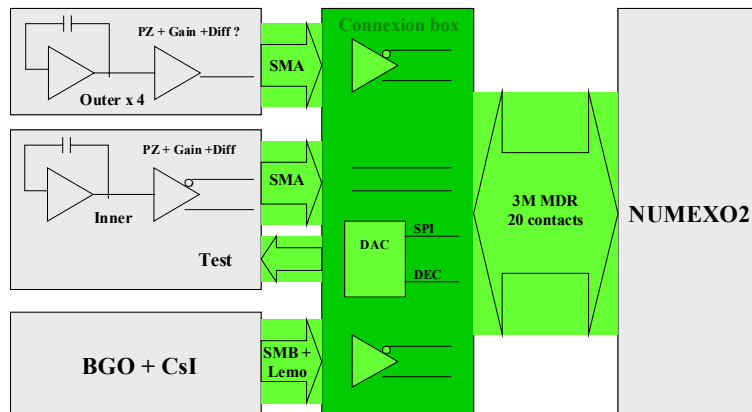 PZ + Gain +Diff ?
Outer x 4
SMA
Connexion box
PZ + Gain +Diff
Inner
SMA
Test
DAC
SPI
DEC
3M MDR
20 contacts
NUMEXO2
BGO + CsI
SMB +
Lemo